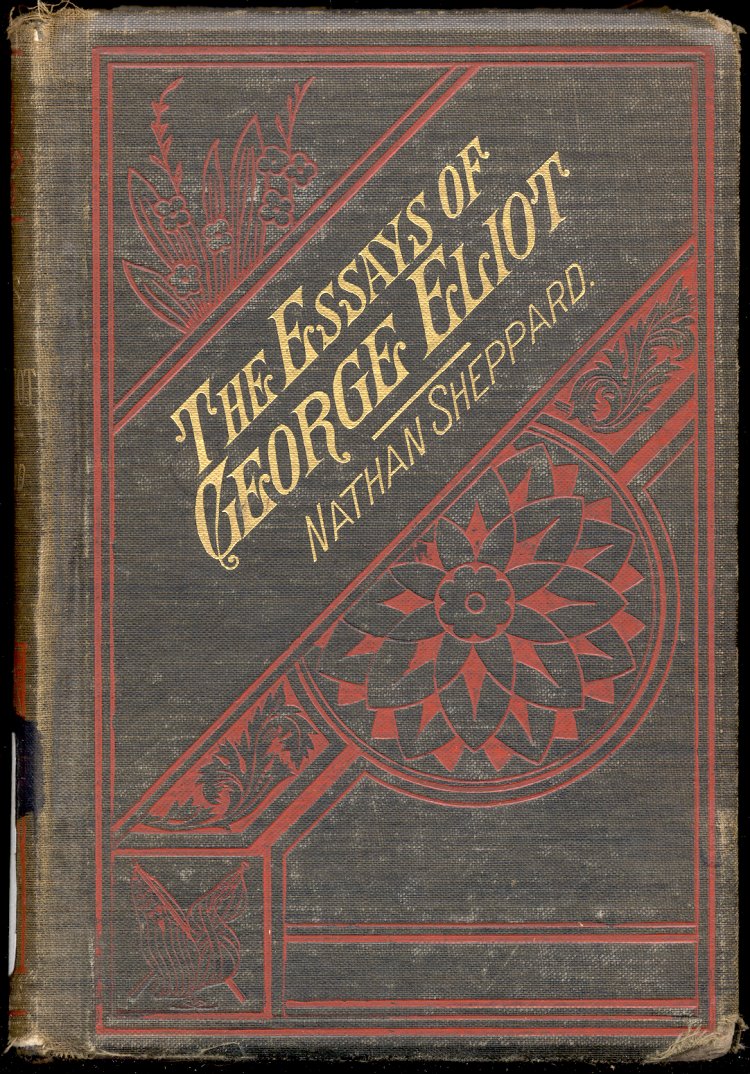 The Essays of
George Eliot
Nathan Sheppard.